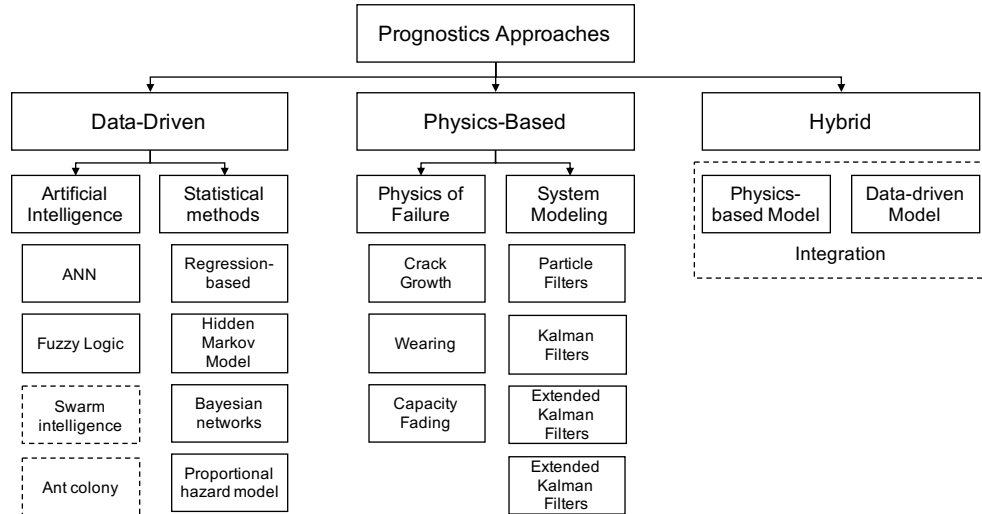 Prognostics Approaches
Data-Driven
Physics-Based
Hybrid
Artificial
Intelligence
Statistical
methods
Physics of
Failure
System
Modeling
Physics-
based Model
Data-driven
Model
Integration
ANN
Regression-
based
Crack
Growth
Particle
Filters
Fuzzy Logic
Hidden
Markov
Model
Wearing
Kalman
Filters
Swarm
intelligence
Bayesian
networks
Capacity
Fading
Extended
Kalman
Filters
Ant colony
Proportional
hazard model
Extended
Kalman
Filters